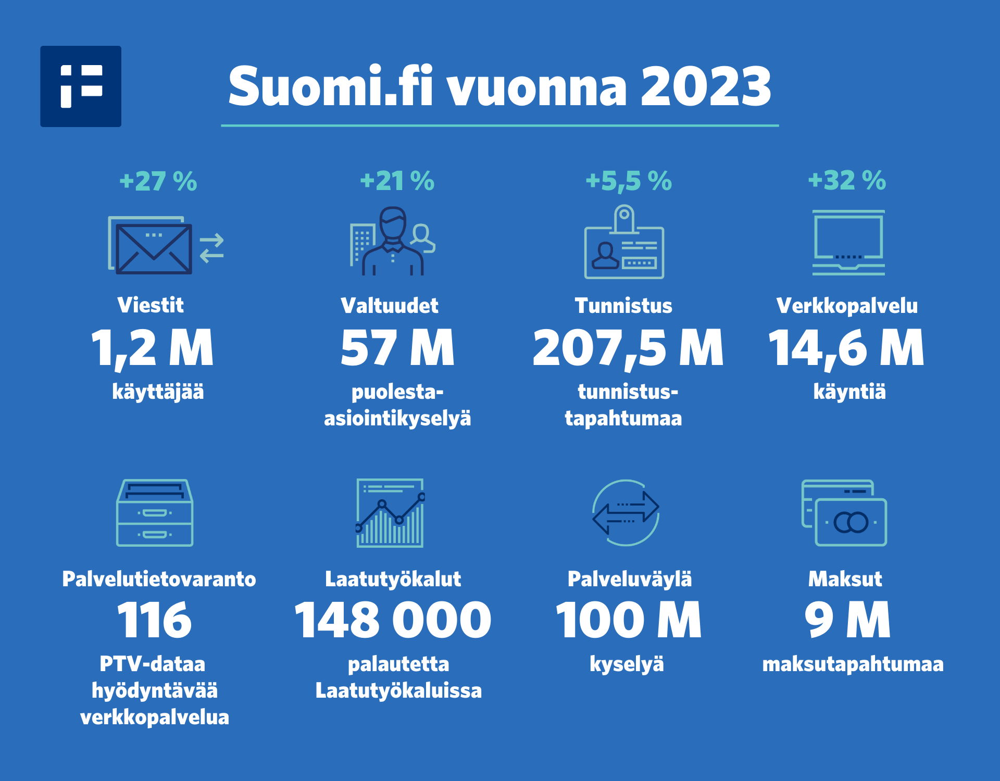 Suomi.fi vuonna 2023
+27 %
Viestit
1,2 M
käyttäjää
+21 %
Valtuudet
57 M
puolesta-
asiointikyselyä
+5,5 %
Tunnistus
207,5 M
tunnistus-
tapahtumaa
+32 %
Verkkopalvelu
14,6 M
käyntiä
Palvelutietovaranto
116
PTV-dataa
hyödyntävää
verkkopalvelua
Laatutyökalut
148 000
palautetta
Laatutyökaluissa
Palveluväylä
100 M
kyselyä
Maksut
9 M
maksutapahtumaa